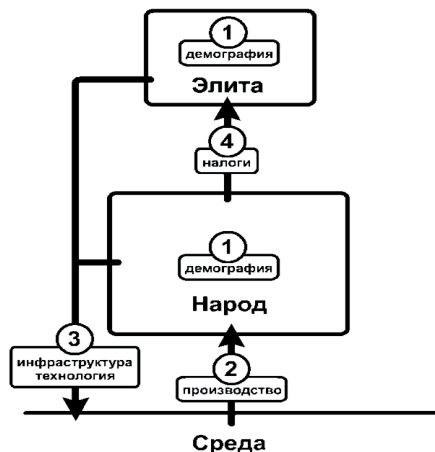 1
демография
Элита
4
налоги
1
демография
Народ
3
инфраструктура
технология
2
производство
Среда